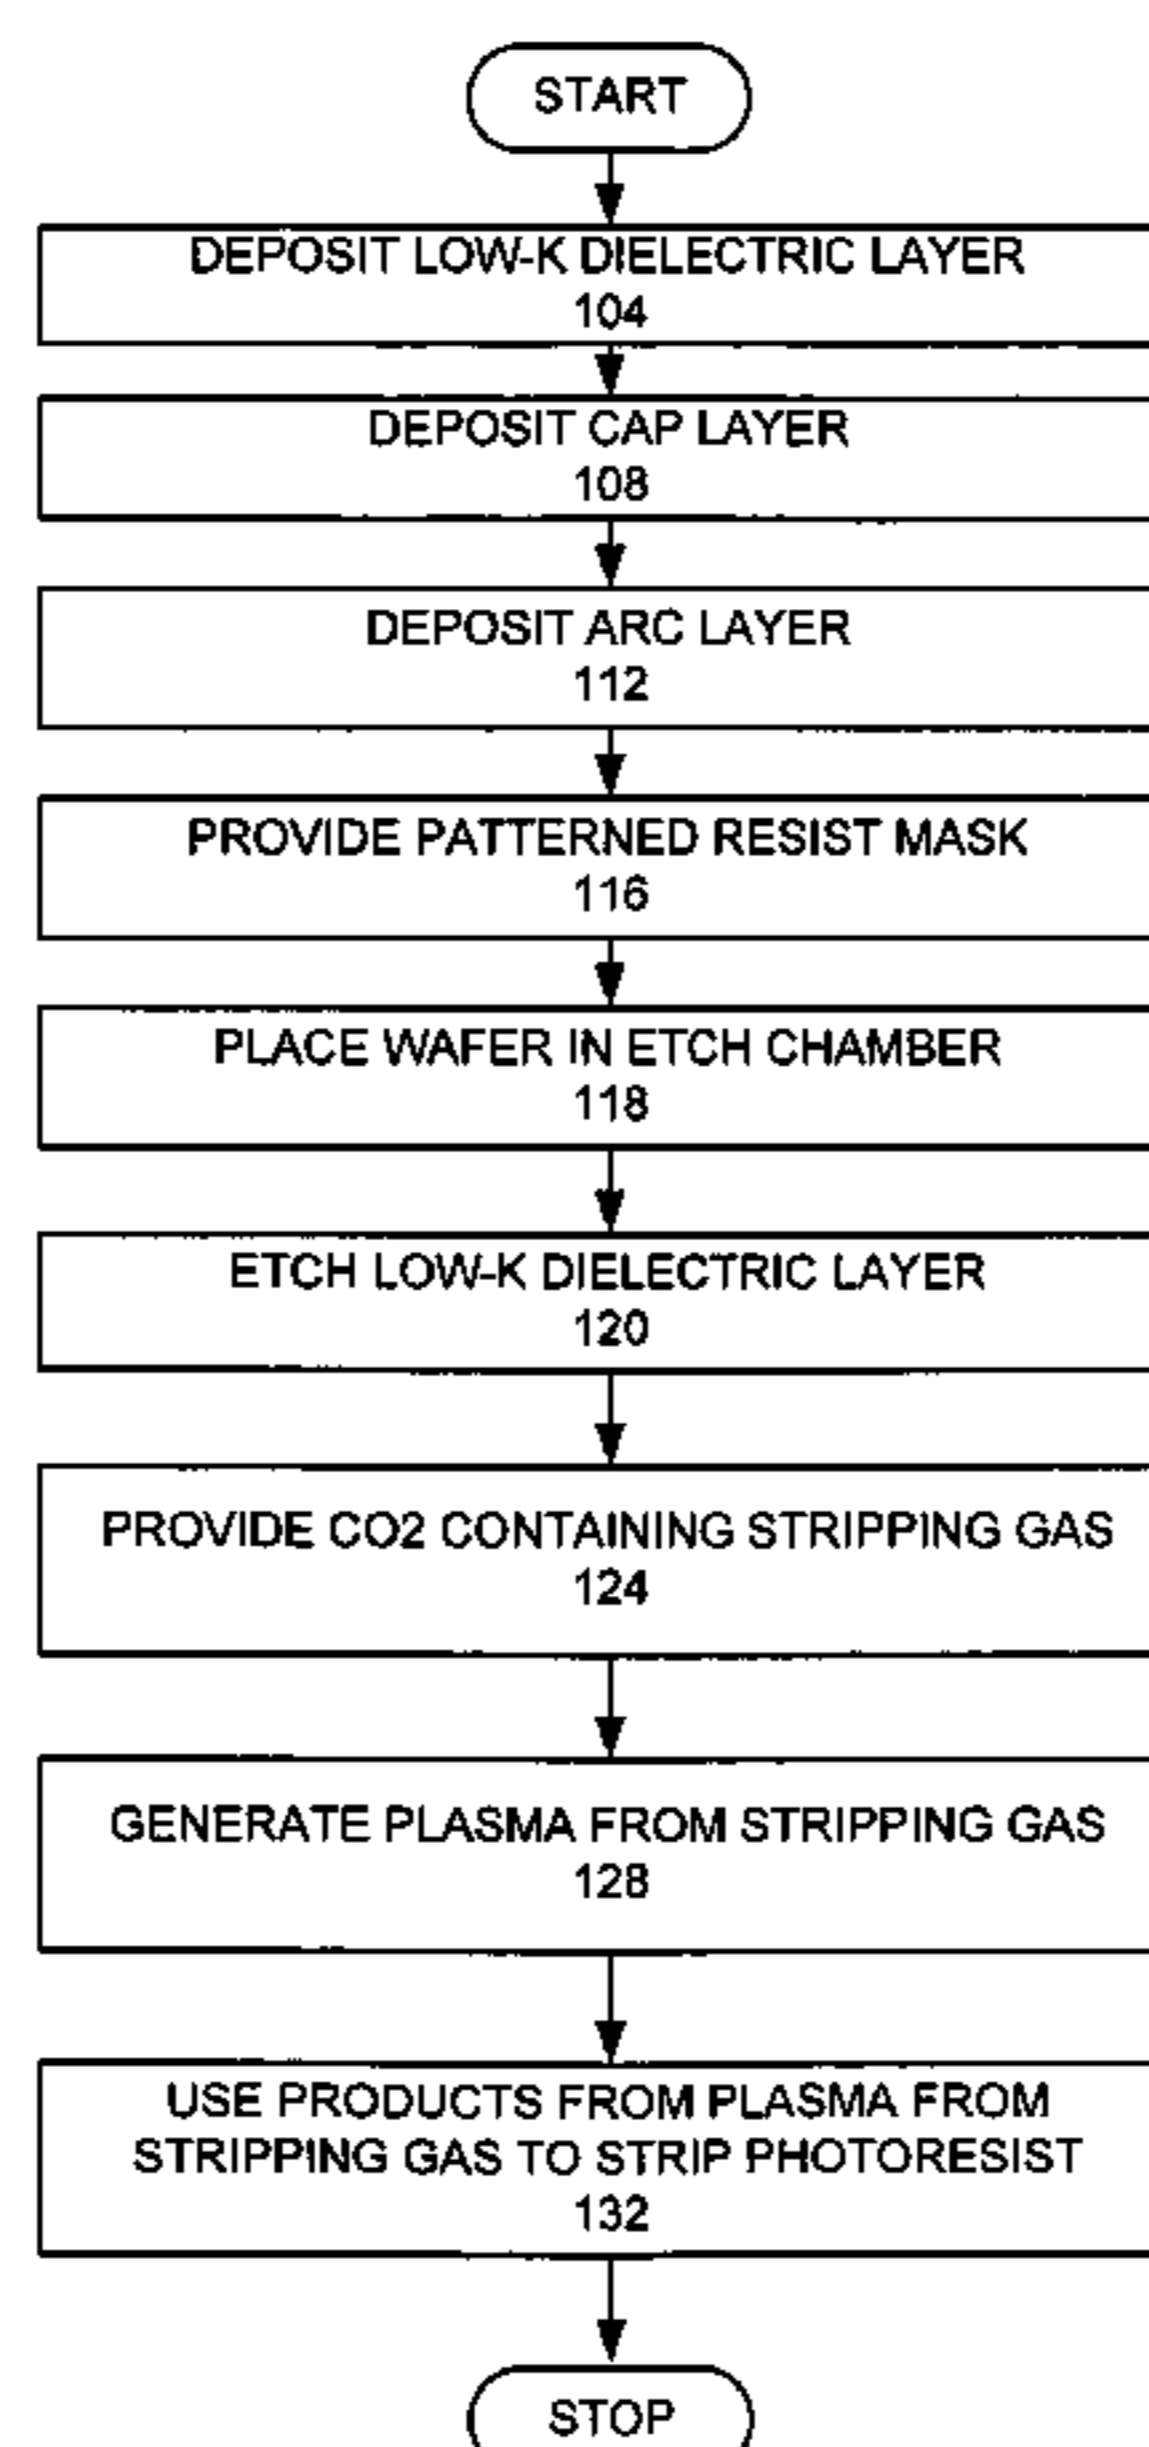 START
DEPOSIT LOW-K DIELECTRIC LAYER
104
DEPOSIT CAP LAYER
108
DEPOSIT ARC LAYER
112
PROVIDE PATTERNED RESIST MASK
116
PLACE WAFER IN ETCH CHAMBER
118
ETCH LOW-K DIELECTRIC LAYER
120
PROVIDE CO2 CONTAINING STRIPPING GAS
124
GENERATE PLASMA FROM STRIPPING GAS
128
USE PRODUCTS FROM PLASMA FROM
STRIPPING GAS TO STRIP PHOTORESIST
132
STOP